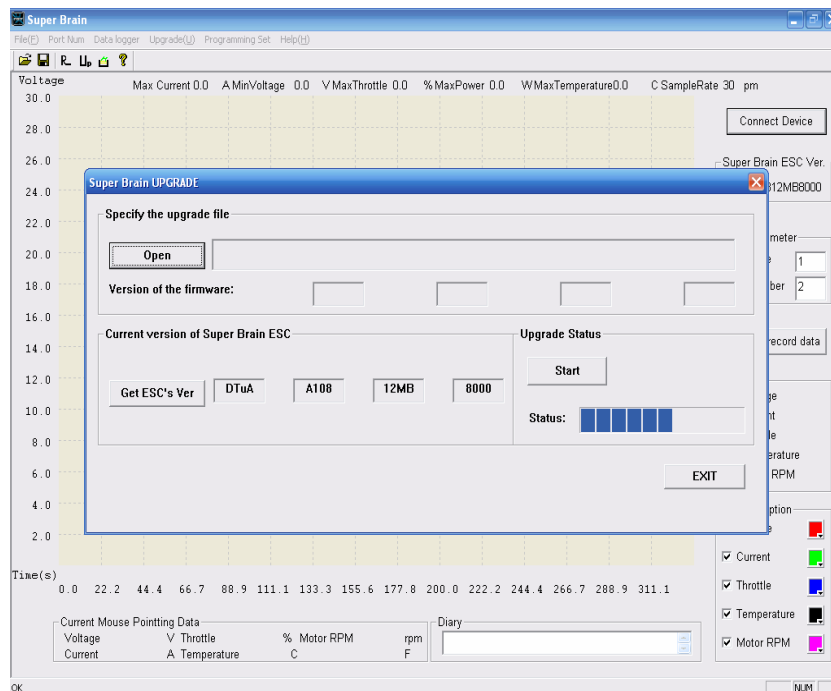 Super Brain
File(F) Port Num Data logger Upgrade(U) Programming Set Help(H)
Voltage Max Current 0.0 A MinVoltage 0.0 V MaxThrottle 0.0 % MaxPower 0.0 W MaxTemperature0.0 C SampleRate 30 pm
30.0
28.0
26.0
24.0
22.0
20.0
18.0
16.0
14.0
12.0
10.0
8.0
6.0
4.0
2.0
Time(s)
0.0 22.2 44.4 66.7 88.9 111.1 133.3 155.6 177.8 200.0 222.2 244.4 266.7 288.9 311.1
Connect Device
Super Brain ESC Ver.
12MB8000
meter
1
ber 2
record data
ge
nt
le
erature
RPM
ption
e
Current
Throttle
Temperature
Motor RPM
Super Brain UPGRADE
Specify the upgrade file
Open
Version of the firmware:
Current version of Super Brain ESC
Get ESC's Ver DTuA A108 12MB 8000
Upgrade Status
Start
Status:
EXIT
Current Mouse Pointting Data
Voltage V Throttle % Motor RPM rpm
Current A Temperature C F
Diary
OK
NUM